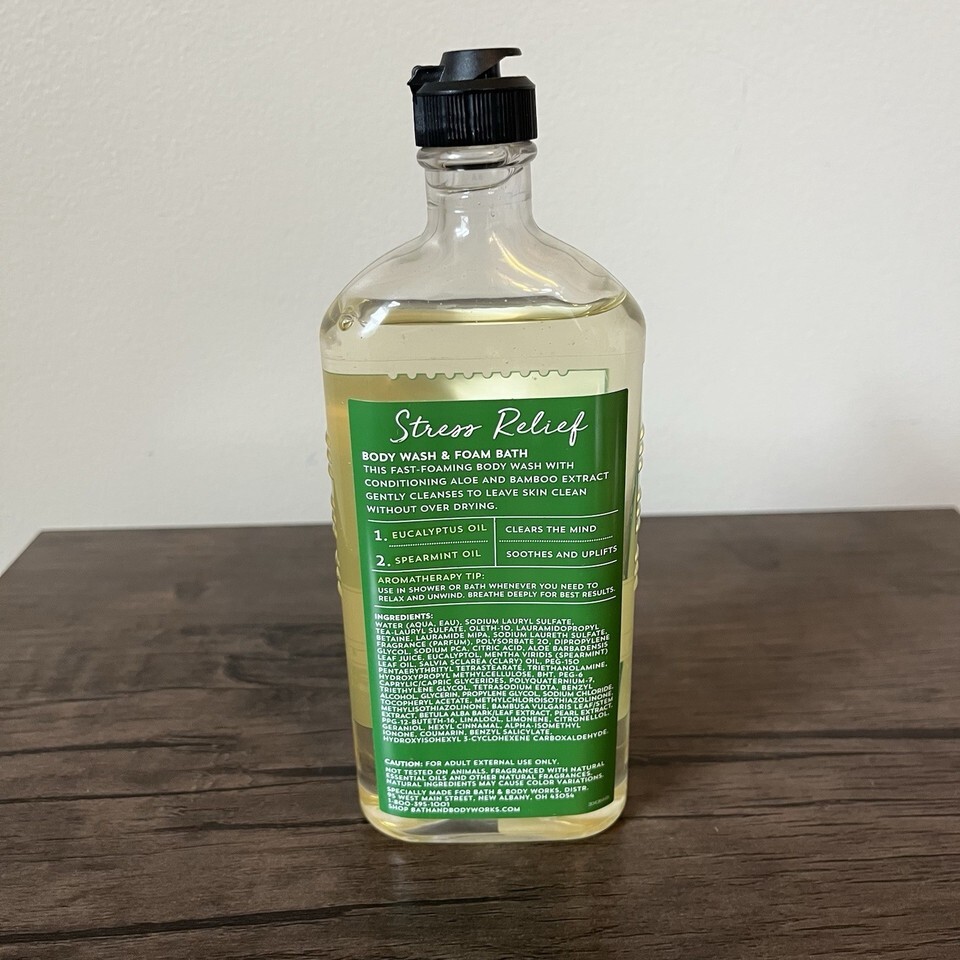 Stress Relief
BODY WASH & FOAM BATH
THIS FAST-FOAMING BODY WASH WITH
CONDITIONING ALOE AND BAMBOO EXTRACT
GENTLY CLEANSES TO LEAVE SKIN CLEAN
WITHOUT OVER DRYING.
1. EUCALYPTUS OIL CLEARS THE MIND
2. SPEARMINT OIL SOOTHES AND UPLIFTS
AROMATHERAPY TIP:
USE IN SHOWER OR BATH WHENEVER YOU NEED TO
RELAX AND UNWIND. BREATHE DEEPLY FOR BEST RESULTS.
INGREDIENTS:
WATER (AQUA, EAU), SODIUM LAURYL SULFATE,
TEA-LAURYL SULFATE, OLETH-10, LAURAMIDOPROPYL
BETAINE, LAURAMIDE MIPA, SODIUM LAURETH SULFATE,
FRAGRANCE (PARFUM), POLYSORBATE 20, DIPROPYLENE
GLYCOL, SODIUM PCA, CITRIC ACID, ALOE BARBADENSIS
LEAF JUICE, EUCALYPTOL, MENTHA VIRIDIS (SPEARMINT)
LEAF OIL, SALVIA SCLAREA (CLARY) OIL, PEG-150
PENTAERYTHRITYL TETRASTEARATE, TRIETHANOLAMINE,
HYDROXYPROPYL METHYLCELLULOSE, BHT, PEG-6
CAPRYLIC/CAPRIC GLYCERIDES, POLYQUATERNIUM-7,
TRIETHYLENE GLYCOL, TETRASODIUM EDTA, BENZYL
ALCOHOL, GLYCERIN, PROPYLENE GLYCOL, SODIUM CHLORIDE,
TOCOPHERYL ACETATE, METHYLCHLOROISOTHIAZOLINONE,
METHYLISOTHIAZOLINONE, BAMBUSA VULGARIS LEAF/STEM
EXTRACT, BETULA ALBA BARK/LEAF EXTRACT, PEARL EXTRACT,
PPG-12-BUTETH-16, LINALOOL, LIMONENE, CITRONELLOL,
GERANIOL, HEXYL CINNAMAL, ALPHA-ISOMETHYL
IONONE, COUMARIN, BENZYL SALICYLATE,
HYDROXYISOHEXYL 3-CYCLOHEXENE CARBOXALDEHYDE.
CAUTION: FOR ADULT EXTERNAL USE ONLY.
NOT TESTED ON ANIMALS. FRAGRANCED WITH NATURAL
ESSENTIAL OILS AND OTHER NATURAL FRAGRANCES.
NATURAL INGREDIENTS MAY CAUSE COLOR VARIATIONS.
SPECIALLY MADE FOR BATH & BODY WORKS, DISTR.
95 WEST MAIN STREET, NEW ALBANY, OH 43054
1-800-395-1001
SHOP BATHANDBODYWORKS.COM